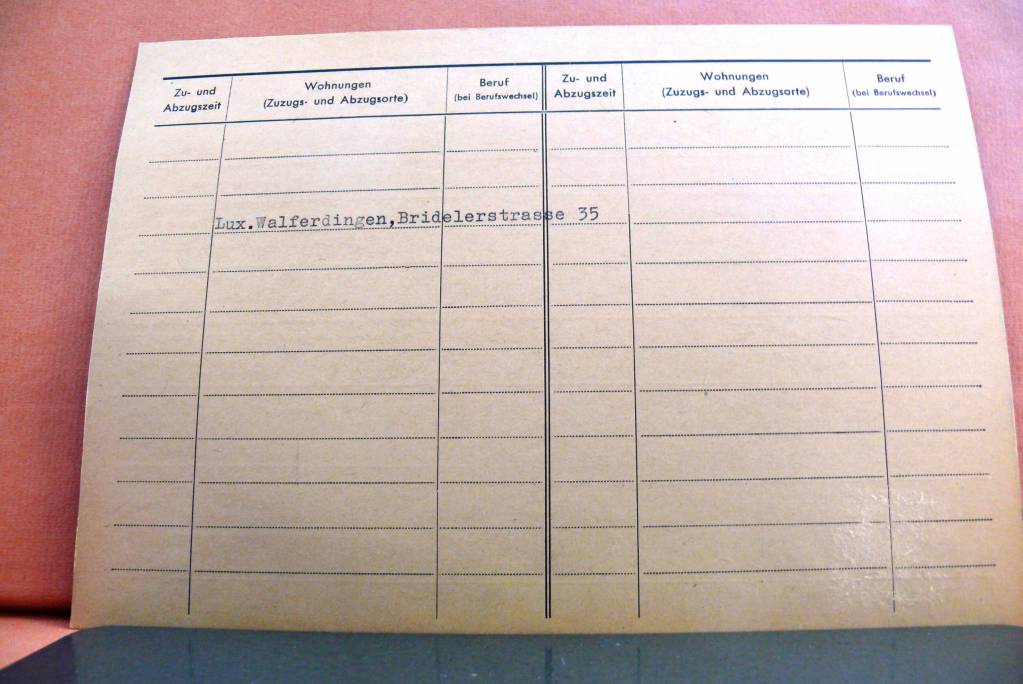 Zu- und Abzugszeit
Wohnungen
(Zuzugs- und Abzugsorte)
Beruf
(bei Berufswechsel)
Zu- und Abzugszeit
Wohnungen
(Zuzugs- und Abzugsorte)
Beruf
(bei Berufswechsel)
Lux.Walferdingen,Bridelerstrasse 35